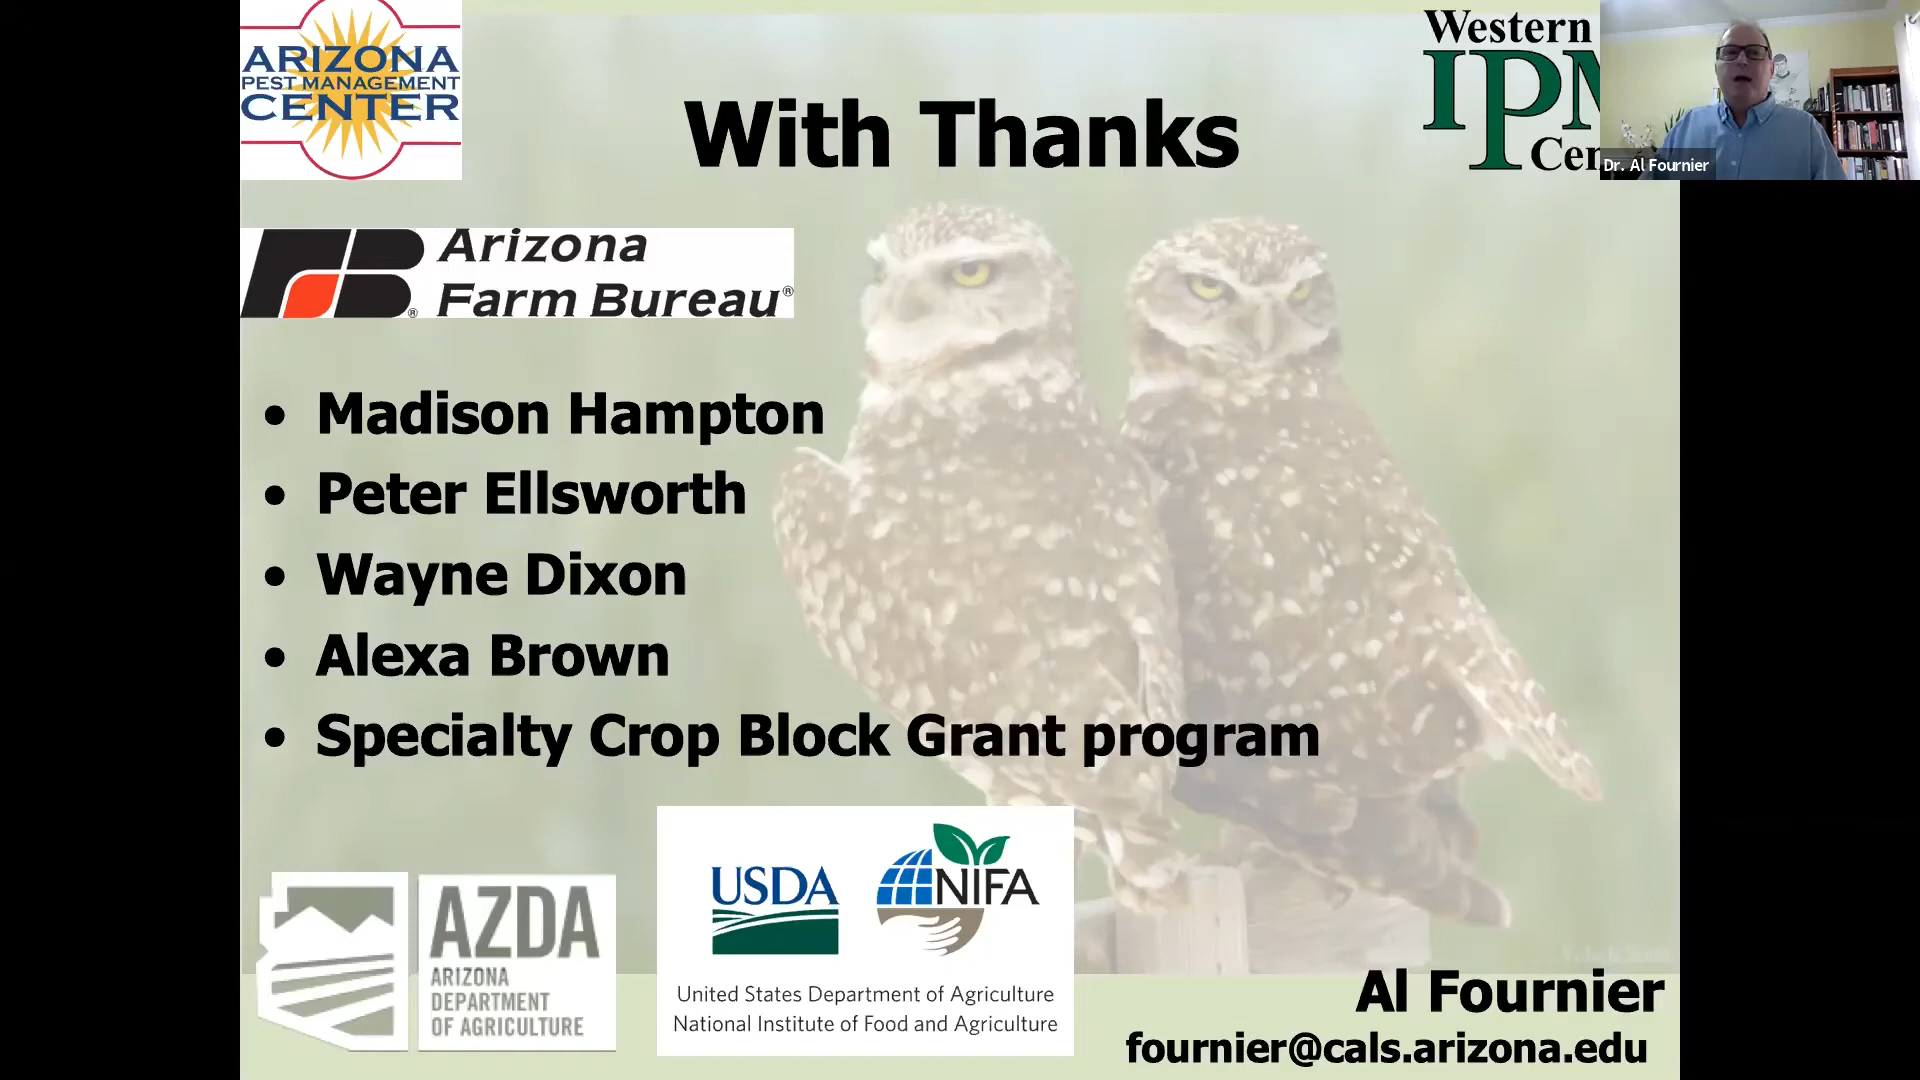 ARIZONA
PEST MANAGEMENT
CENTER
With Thanks
Western
IPM
Cen
Dr. Al Fournier
Arizona
Farm Bureau®
• Madison Hampton
• Peter Ellsworth
• Wayne Dixon
• Alexa Brown
• Specialty Crop Block Grant program
AZDA
ARIZONA
DEPARTMENT
OF AGRICULTURE
USDA
NIFA
United States Department of Agriculture
National Institute of Food and Agriculture
Al Fournier
fournier@cals.arizona.edu